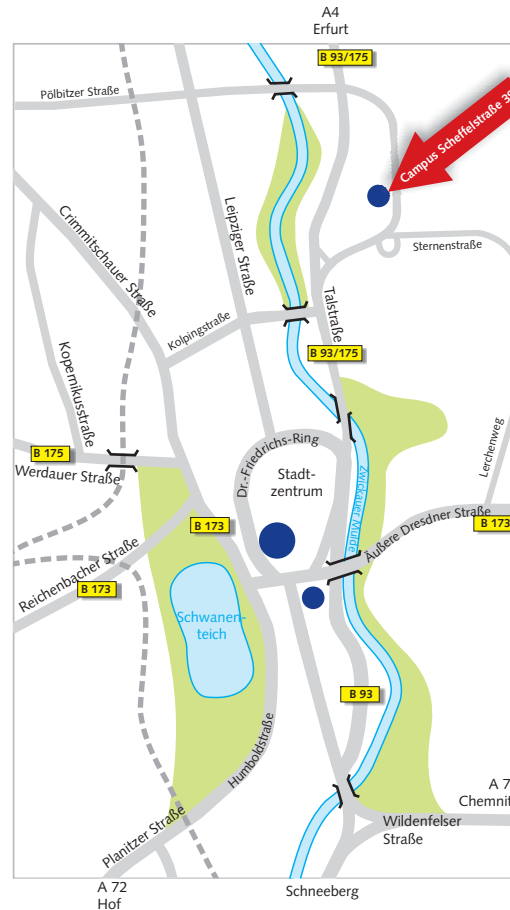 A4
Erfurt
B 93/175
Pölbitzer Straße
Campus Scheffelstraße 39
Leipziger Straße
Crimmitschauer Straße
Sternenstraße
Talstraße
Kolpingstraße
B 93/175
Kopernikusstraße
Dr.-Friedrichs-Ring
B 175
Werdauer Straße
Stadt-
zentrum
Zwickauer Mulde
Lerchenweg
B 173
Äußere Dresdner Straße
B 173
Reichenbacher Straße
B 173
Schwanen-
teich
B 93
Humboldstraße
A 7
Wildenfelser
Straße
Planitzer Straße
A 72
Hof
Schneeberg